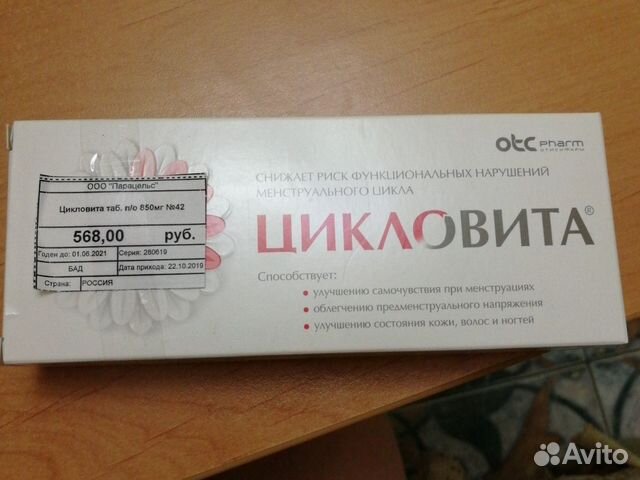 otc pharm
отисифарм
СНИЖАЕТ РИСК ФУНКЦИОНАЛЬНЫХ НАРУШЕНИЙ
МЕНСТРУАЛЬНОГО ЦИКЛА
ЦИКЛОВИТА®
Способствует:
• улучшению самочувствия при менструациях
• облегчению предменструального напряжения
• улучшению состояния кожи, волос и ногтей
ООО "Парацельс"
Цикловита таб. п/о 850мг №42
568,00 руб.
Годен до: 01.06.2021 Серия: 260619
БАД Дата прихода: 22.10.2019
Страна: РОССИЯ
Avito